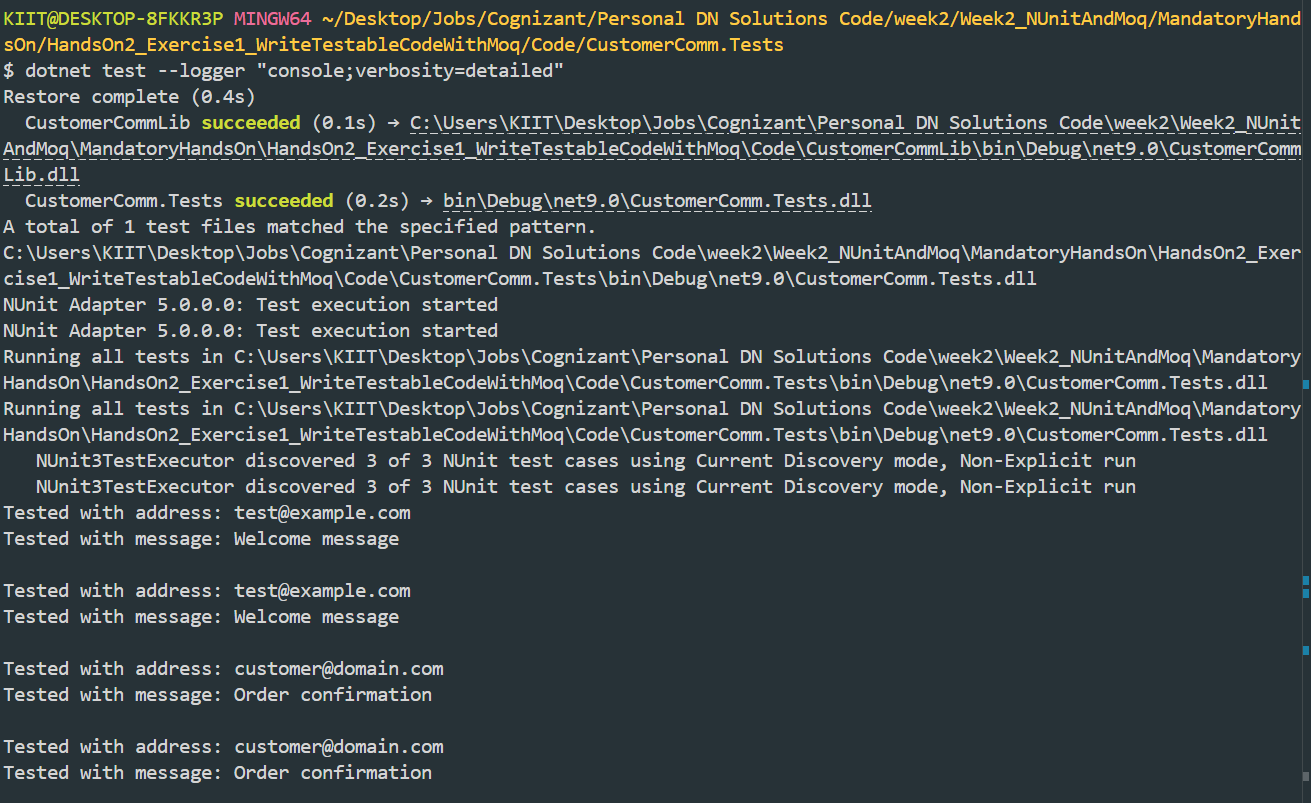 KIIT@DESKTOP-8FKKR3P MINGW64 ~/Desktop/Jobs/Cognizant/Personal DN Solutions Code/week2/Week2_NUnitAndMoq/MandatoryHand
sOn/HandsOn2_Exercise1_WriteTestableCodeWithMoq/Code/CustomerComm.Tests
$ dotnet test --logger "console;verbosity=detailed"
Restore complete (0.4s)
  CustomerCommLib succeeded (0.1s) → C:\Users\KIIT\Desktop\Jobs\Cognizant\Personal DN Solutions Code\week2\Week2_NUnit
AndMoq\MandatoryHandsOn\HandsOn2_Exercise1_WriteTestableCodeWithMoq\Code\CustomerCommLib\bin\Debug\net9.0\CustomerComm
Lib.dll
  CustomerComm.Tests succeeded (0.2s) → bin\Debug\net9.0\CustomerComm.Tests.dll
A total of 1 test files matched the specified pattern.
C:\Users\KIIT\Desktop\Jobs\Cognizant\Personal DN Solutions Code\week2\Week2_NUnitAndMoq\MandatoryHandsOn\HandsOn2_Exer
cise1_WriteTestableCodeWithMoq\Code\CustomerComm.Tests\bin\Debug\net9.0\CustomerComm.Tests.dll
NUnit Adapter 5.0.0.0: Test execution started
NUnit Adapter 5.0.0.0: Test execution started
Running all tests in C:\Users\KIIT\Desktop\Jobs\Cognizant\Personal DN Solutions Code\week2\Week2_NUnitAndMoq\Mandatory
HandsOn\HandsOn2_Exercise1_WriteTestableCodeWithMoq\Code\CustomerComm.Tests\bin\Debug\net9.0\CustomerComm.Tests.dll
Running all tests in C:\Users\KIIT\Desktop\Jobs\Cognizant\Personal DN Solutions Code\week2\Week2_NUnitAndMoq\Mandatory
HandsOn\HandsOn2_Exercise1_WriteTestableCodeWithMoq\Code\CustomerComm.Tests\bin\Debug\net9.0\CustomerComm.Tests.dll
   NUnit3TestExecutor discovered 3 of 3 NUnit test cases using Current Discovery mode, Non-Explicit run
   NUnit3TestExecutor discovered 3 of 3 NUnit test cases using Current Discovery mode, Non-Explicit run
Tested with address: test@example.com
Tested with message: Welcome message

Tested with address: test@example.com
Tested with message: Welcome message

Tested with address: customer@domain.com
Tested with message: Order confirmation

Tested with address: customer@domain.com
Tested with message: Order confirmation